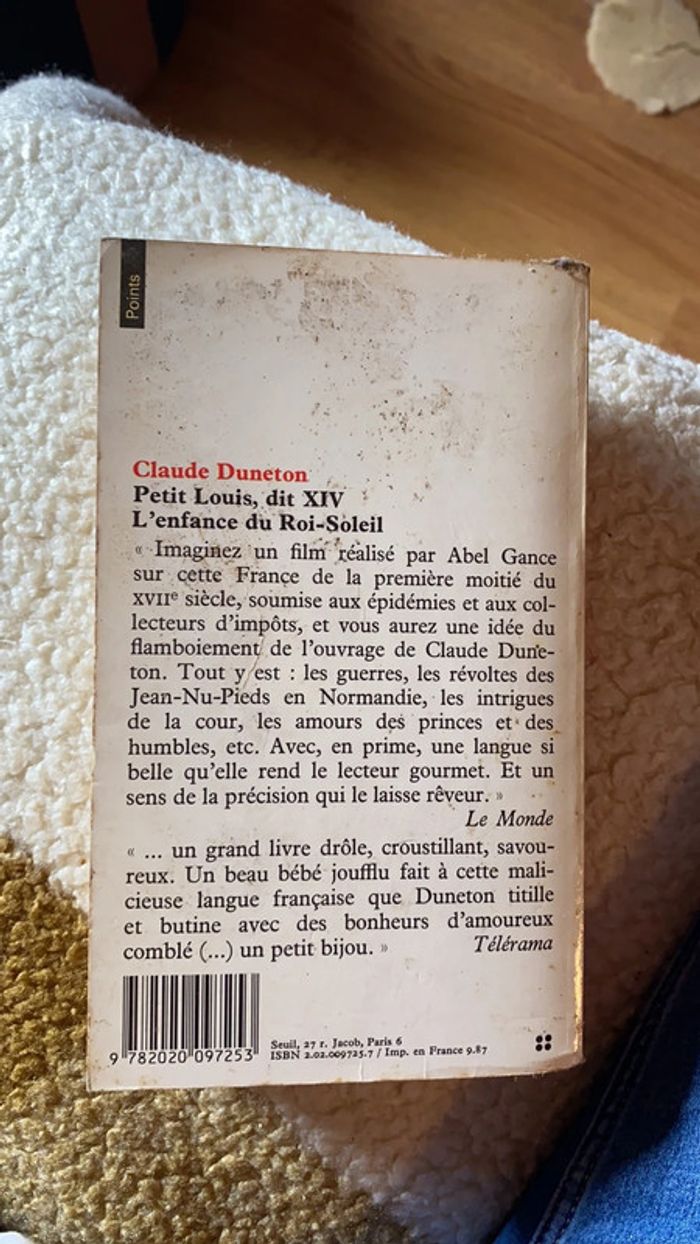 Points
Claude Duneton
Petit Louis, dit XIV
L'enfance du Roi-Soleil
« Imaginez un film réalisé par Abel Gance
sur cette France de la première moitié du
XVIIe siècle, soumise aux épidémies et aux col-
lecteurs d'impôts, et vous aurez une idée du
flamboiement de l'ouvrage de Claude Dune-
ton. Tout y est : les guerres, les révoltes des
Jean-Nu-Pieds en Normandie, les intrigues
de la cour, les amours des princes et des
humbles, etc. Avec, en prime, une langue si
belle qu'elle rend le lecteur gourmet. Et un
sens de la précision qui le laisse rêveur. »
Le Monde
« ... un grand livre drôle, croustillant, savou-
reux. Un beau bébé joufflu fait à cette mali-
cieuse langue française que Duneton titille
et butine avec des bonheurs d'amoureux
comblé (...) un petit bijou. » Télérama
9 782020 097253
Seuil, 27 r. Jacob, Paris 6
ISBN 2.02.009725.7 / Imp. en France 9.87